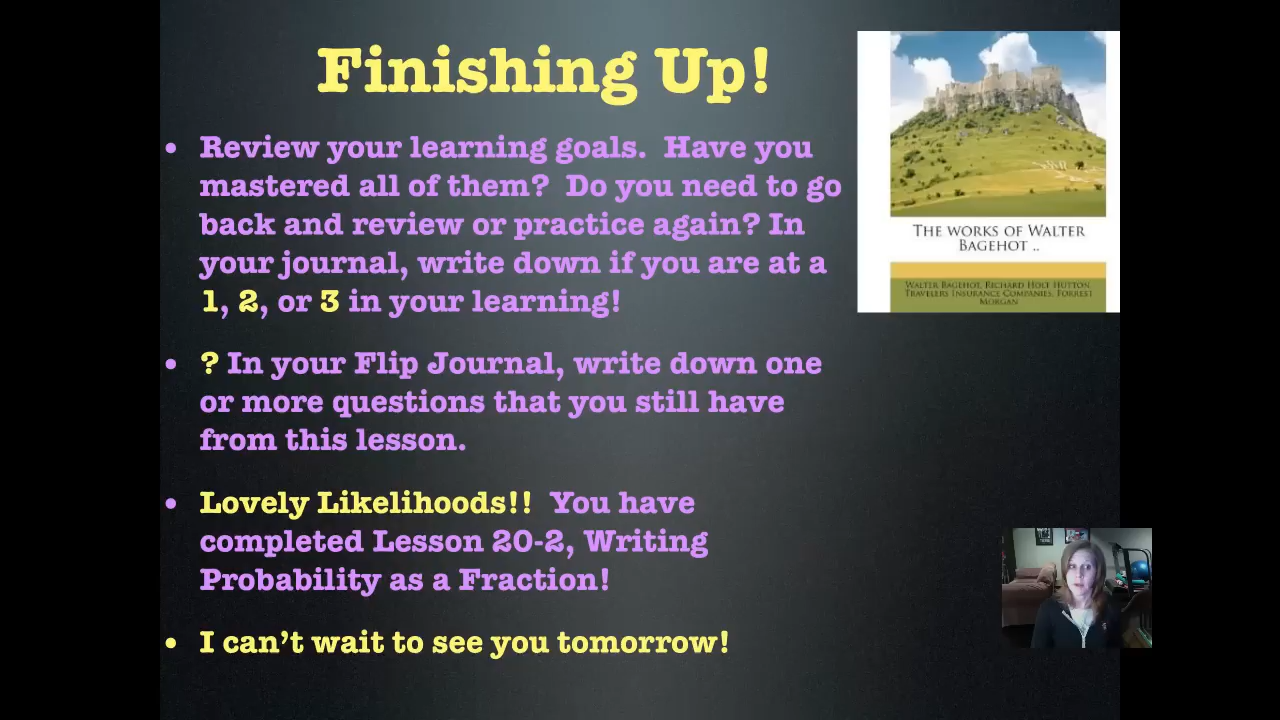 Finishing Up!
• Review your learning goals.  Have you
mastered all of them?  Do you need to go
back and review or practice again? In
your journal, write down if you are at a
1, 2, or 3 in your learning!
• ? In your Flip Journal, write down one
or more questions that you still have
from this lesson.
• Lovely Likelihoods!!  You have
completed Lesson 20-2, Writing
Probability as a Fraction!
• I can't wait to see you tomorrow!
The works of Walter
Bagehot ..
Walter Bagehot, Richard Holt Hutton,
Travelers Insurance Companies, Forrest
Morgan